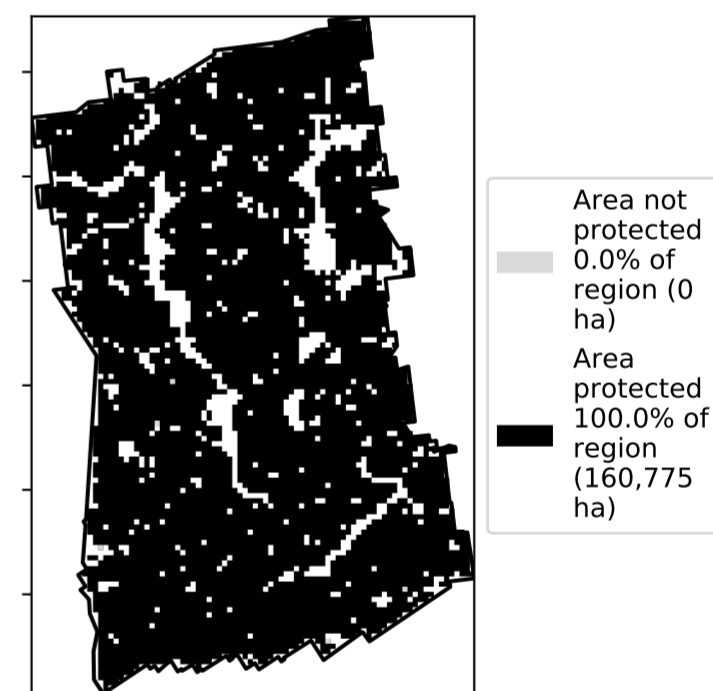 Area not
protected
0.0% of
region (0
ha)
Area
protected
100.0% of
region
(160,775
ha)